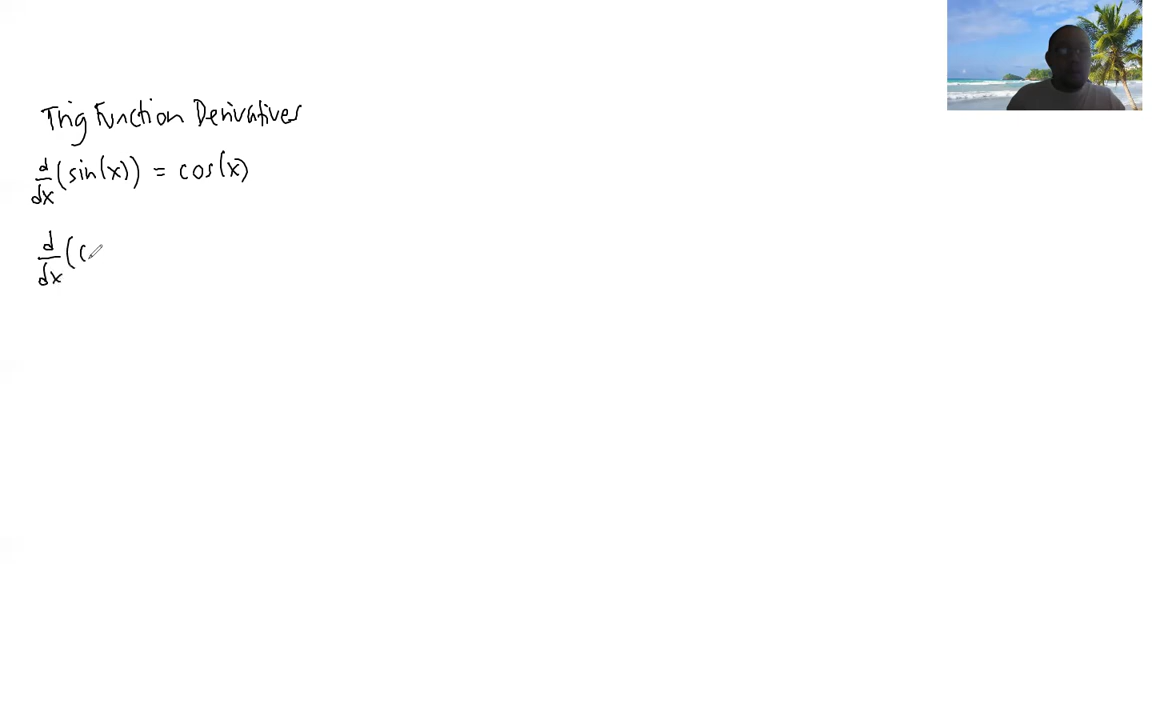 Trig Function Derivatives
d/dx (sin(x)) = cos(x)
d/dx (c